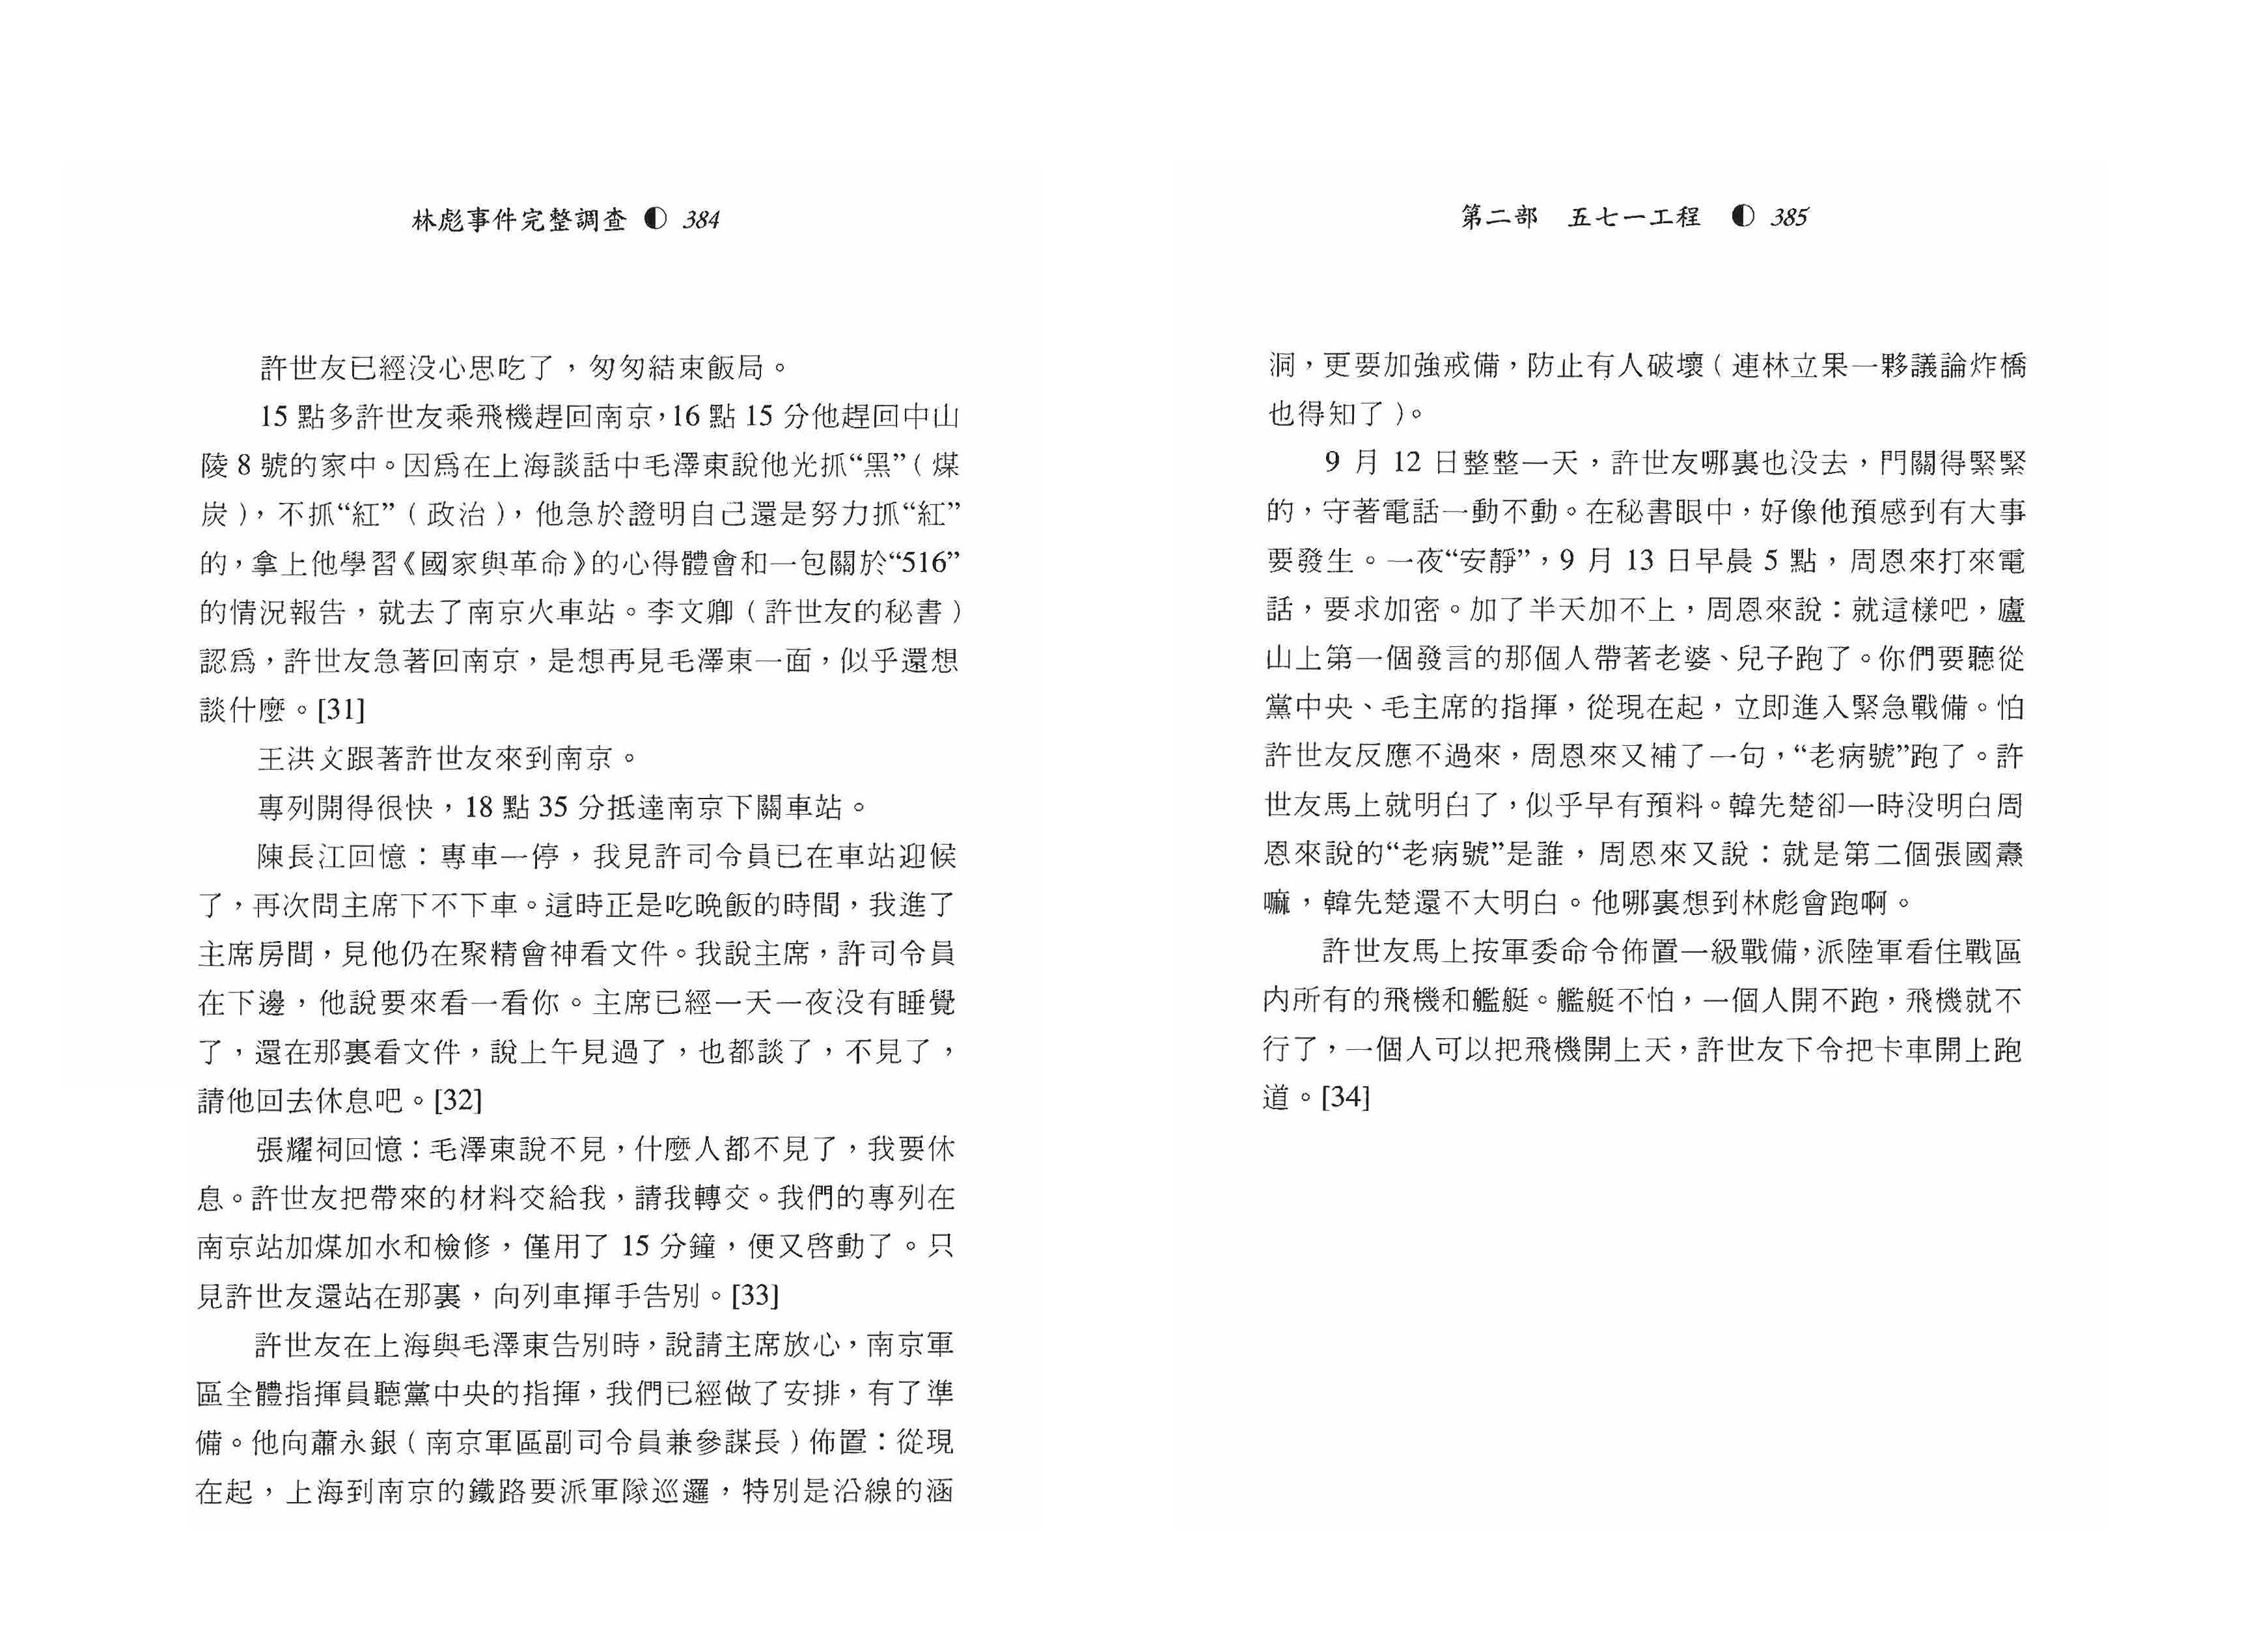 林彪事件完整調查 ◐ 384
許世友已經没心思吃了，匆匆結束飯局。
15 點多許世友乘飛機趕回南京，16 點 15 分他趕回中山
陵 8 號的家中。因爲在上海談話中毛澤東說他光抓“黑”（煤
炭），不抓“紅”（政治），他急於證明自己還是努力抓“紅”
的，拿上他學習《國家與革命》的心得體會和一包關於“516”
的情況報告，就去了南京火車站。李文卿（許世友的秘書）
認爲，許世友急著回南京，是想再見毛澤東一面，似乎還想
談什麼。[31]
王洪文跟著許世友來到南京。
專列開得很快，18 點 35 分抵達南京下關車站。
陳長江回憶：專車一停，我見許司令員已在車站迎候
了，再次問主席下不下車。這時正是吃晚飯的時間，我進了
主席房間，見他仍在聚精會神看文件。我說主席，許司令員
在下邊，他說要來看一看你。主席已經一天一夜没有睡覺
了，還在那裏看文件，說上午見過了，也都談了，不見了，
請他回去休息吧。[32]
張耀祠回憶：毛澤東說不見，什麼人都不見了，我要休
息。許世友把帶來的材料交給我，請我轉交。我們的專列在
南京站加煤加水和檢修，僅用了 15 分鐘，便又啓動了。只
見許世友還站在那裏，向列車揮手告別。[33]
許世友在上海與毛澤東告別時，說請主席放心，南京軍
區全體指揮員聽黨中央的指揮，我們已經做了安排，有了準
備。他向蕭永銀（南京軍區副司令員兼參謀長）佈置：從現
在起，上海到南京的鐵路要派軍隊巡邏，特別是沿線的涵
第二部　五七一工程 ◐ 385
洞，更要加強戒備，防止有人破壞（連林立果一夥議論炸橋
也得知了）。
9 月 12 日整整一天，許世友哪裏也没去，門關得緊緊
的，守著電話一動不動。在秘書眼中，好像他預感到有大事
要發生。一夜“安靜”，9 月 13 日早晨 5 點，周恩來打來電
話，要求加密。加了半天加不上，周恩來說：就這樣吧，廬
山上第一個發言的那個人帶著老婆、兒子跑了。你們要聽從
黨中央、毛主席的指揮，從現在起，立即進入緊急戰備。怕
許世友反應不過來，周恩來又補了一句，“老病號”跑了。許
世友馬上就明白了，似乎早有預料。韓先楚卻一時没明白周
恩來說的“老病號”是誰，周恩來又說：就是第二個張國燾
嘛，韓先楚還不大明白。他哪裏想到林彪會跑啊。
許世友馬上按軍委命令佈置一級戰備，派陸軍看住戰區
内所有的飛機和艦艇。艦艇不怕，一個人開不跑，飛機就不
行了，一個人可以把飛機開上天，許世友下令把卡車開上跑
道。[34]